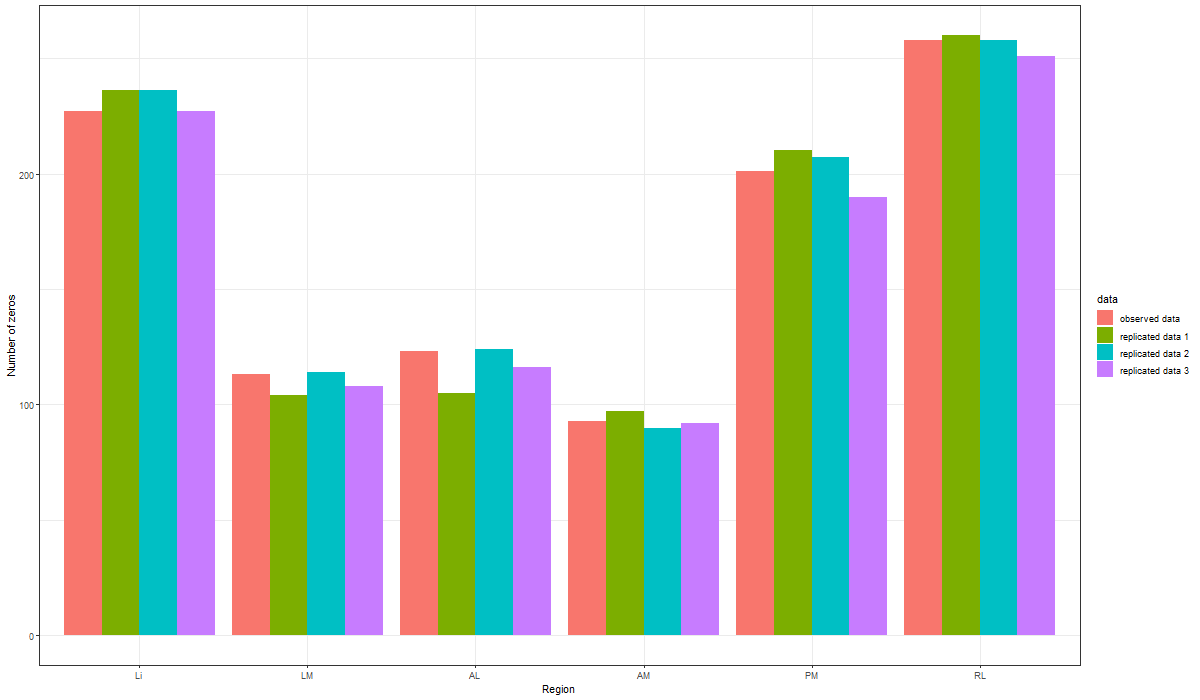 Number of zeros
200
100
0
Li LM AL AM PM RL
Region
data
observed data
replicated data 1
replicated data 2
replicated data 3